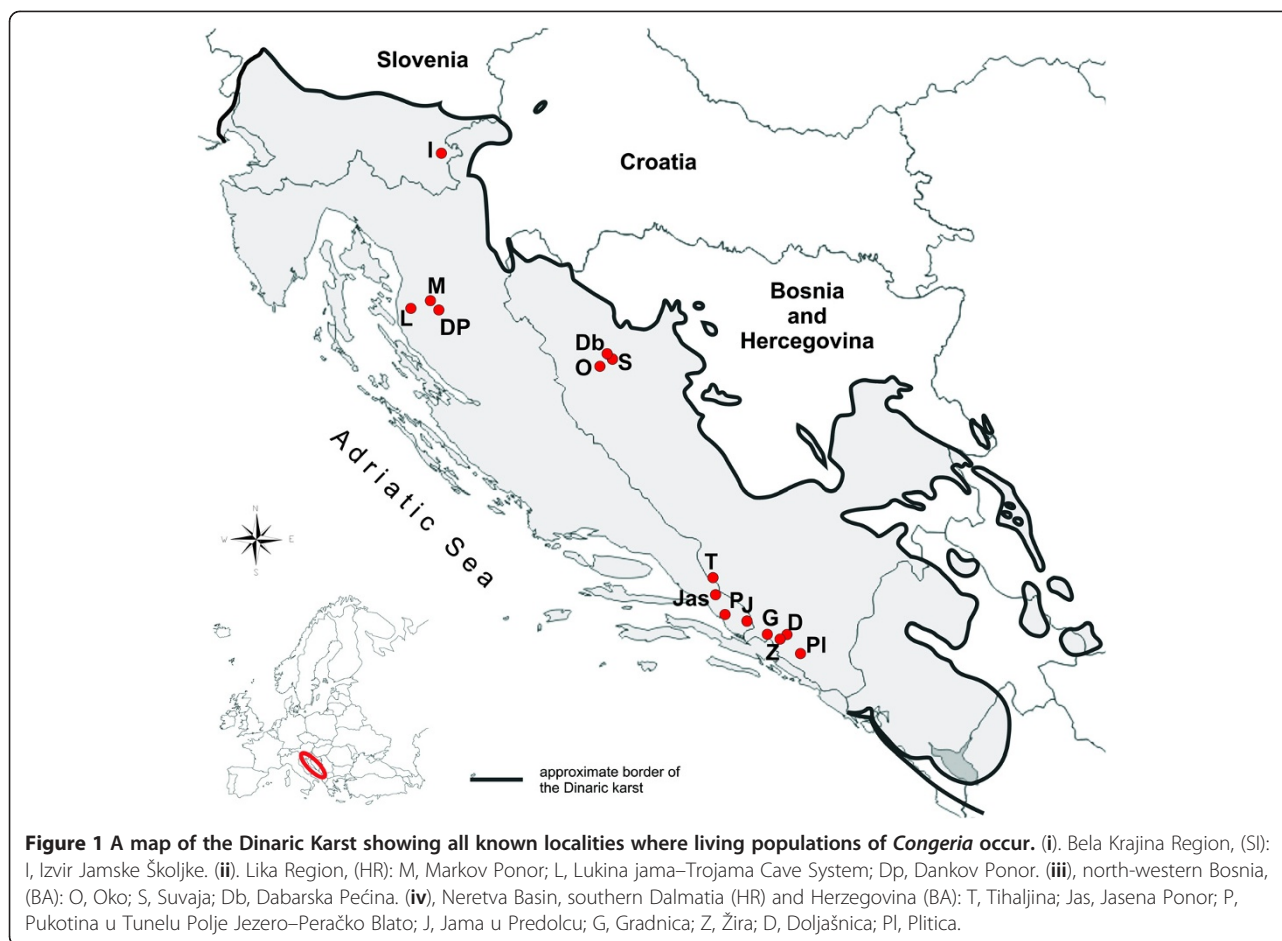 Slovenia
Croatia
I
Bosnia
and
Hercegovina
M
L
DP
Db
S
O
Adriatic Sea
N
W E
S
T
Jas
P
J
G
D
Z
Pl
approximate border of
the Dinaric karst
Figure 1 A map of the Dinaric Karst showing all known localities where living populations of Congeria occur. (i). Bela Krajina Region, (SI):
I, Izvir Jamske Školjke. (ii). Lika Region, (HR): M, Markov Ponor; L, Lukina jama–Trojama Cave System; Dp, Dankov Ponor. (iii), north-western Bosnia,
(BA): O, Oko; S, Suvaja; Db, Dabarska Pećina. (iv), Neretva Basin, southern Dalmatia (HR) and Herzegovina (BA): T, Tihaljina; Jas, Jasena Ponor; P,
Pukotina u Tunelu Polje Jezero–Peračko Blato; J, Jama u Predolcu; G, Gradnica; Z, Žira; D, Doljašnica; Pl, Plitica.